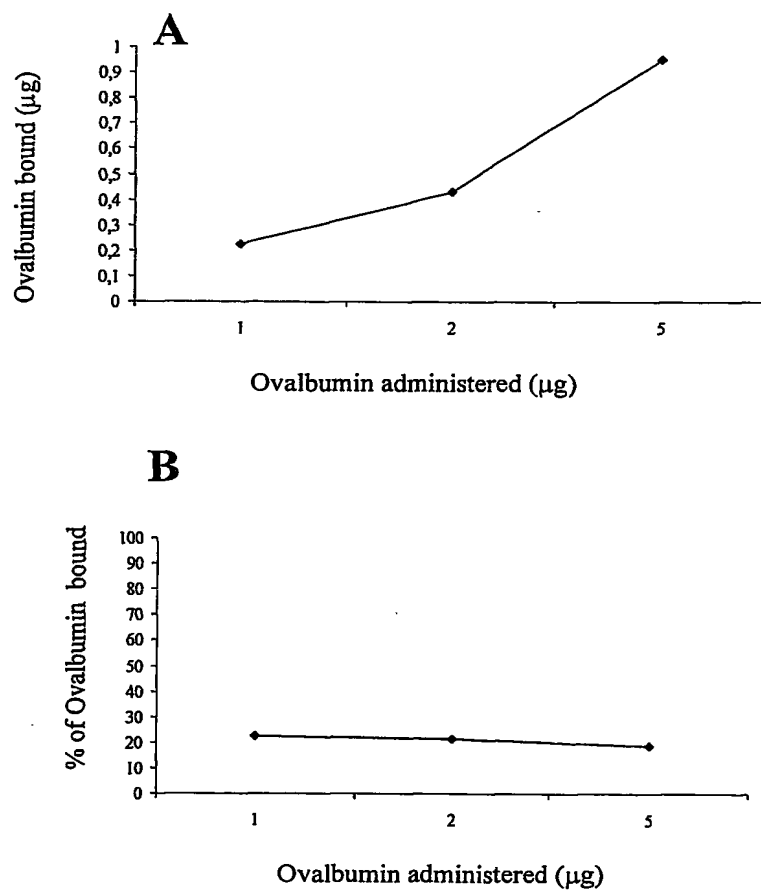 A
Ovalbumin bound (µg)
1
0,9
0,8
0,7
0,6
0,5
0,4
0,3
0,2
0,1
0
1 2 5
Ovalbumin administered (µg)
B
% of Ovalbumin bound
100
90
80
70
60
50
40
30
20
10
0
1 2 5
Ovalbumin administered (µg)